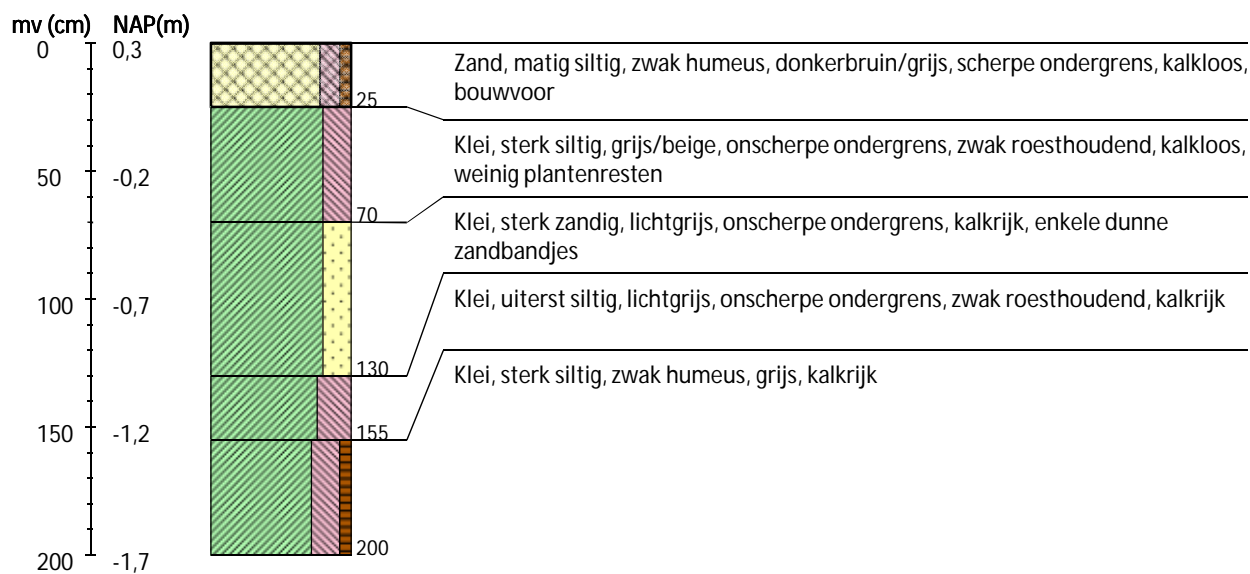 mv (cm) NAP(m)
0 0,3
Zand, matig siltig, zwak humeus, donkerbruin/grijs, scherpe ondergrens, kalkloos,
bouwvoor
25
Klei, sterk siltig, grijs/beige, onscherpe ondergrens, zwak roesthoudend, kalkloos,
weinig plantenresten
50 -0,2
70
Klei, sterk zandig, lichtgrijs, onscherpe ondergrens, kalkrijk, enkele dunne
zandbandjes
100 -0,7
Klei, uiterst siltig, lichtgrijs, onscherpe ondergrens, zwak roesthoudend, kalkrijk
130
Klei, sterk siltig, zwak humeus, grijs, kalkrijk
150 -1,2
155
200 -1,7
200